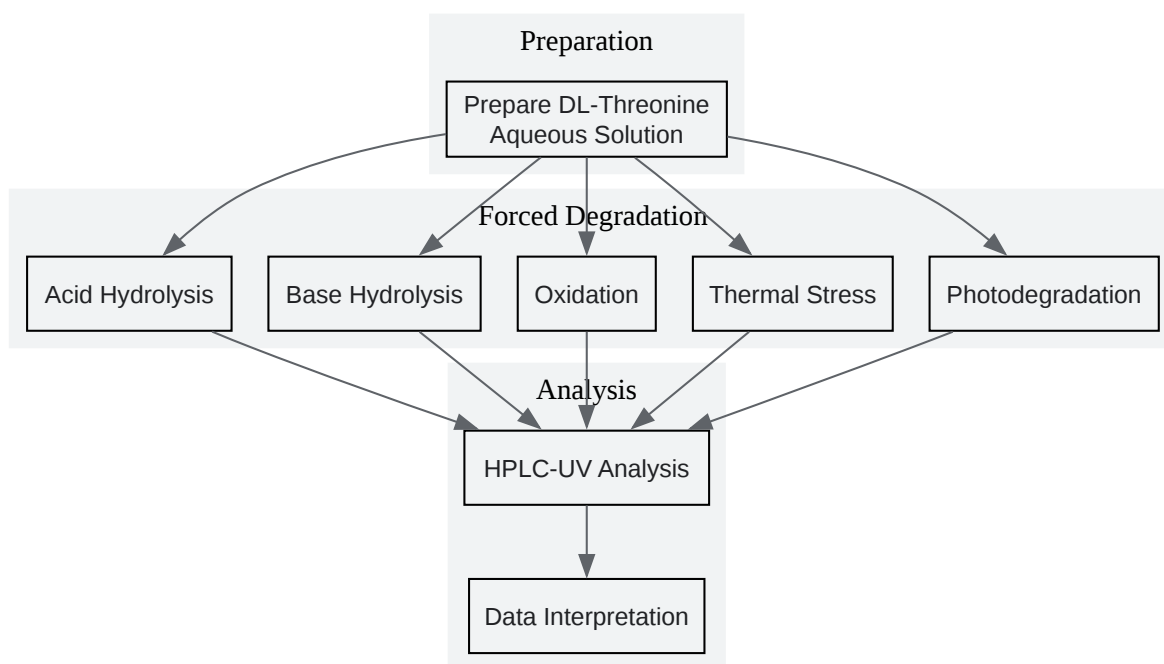 Preparation
Prepare DL-Threonine
Aqueous Solution
Forced Degradation
Acid Hydrolysis
Base Hydrolysis
Oxidation
Thermal Stress
Photodegradation
Analysis
HPLC-UV Analysis
Data Interpretation